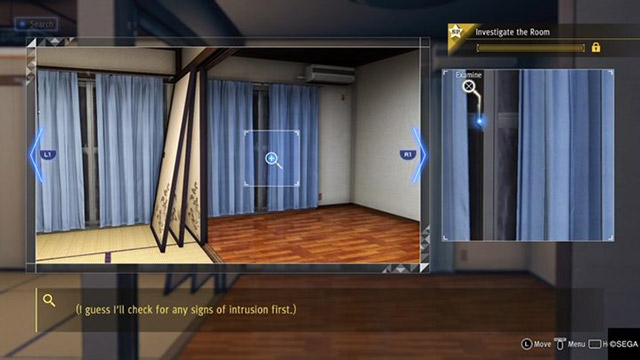 Search
Investigate the Room
Examine
L1
R1
(I guess I'll check for any signs of intrusion first.)
L Move Menu H ©SEGA